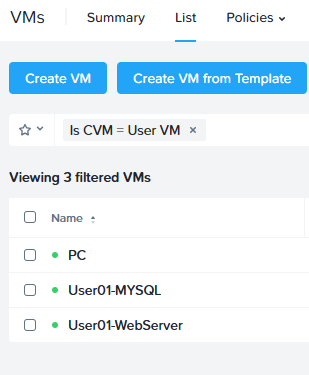 VMs Summary List Policies
Create VM Create VM from Template
Is CVM = User VM ×
Viewing 3 filtered VMs
Name
PC
User01-MYSQL
User01-WebServer